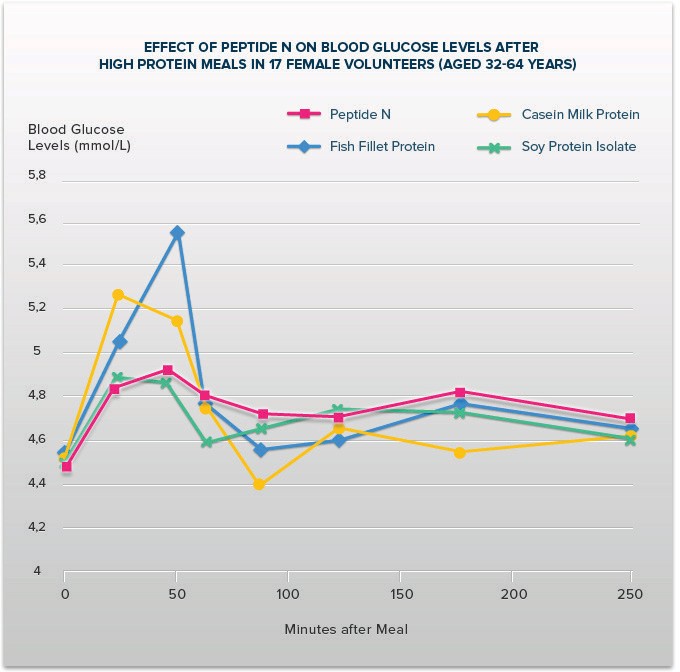 EFFECT OF PEPTIDE N ON BLOOD GLUCOSE LEVELS AFTER
HIGH PROTEIN MEALS IN 17 FEMALE VOLUNTEERS (AGED 32-64 YEARS)
Peptide N
Casein Milk Protein
Fish Fillet Protein
Soy Protein Isolate
Blood Glucose
Levels (mmol/L)
5,8
5,6
5,4
5,2
5
4,8
4,6
4,4
4,2
4
0 50 100 150 200 250
Minutes after Meal